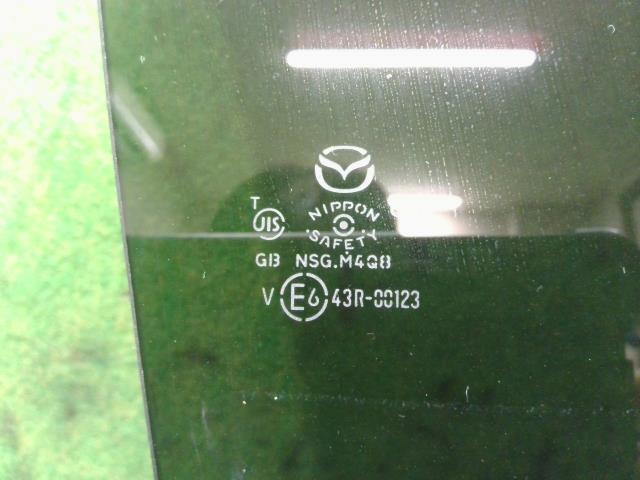 T
JIS
NIPPON
SAFETY
GB NSG.M4Q8
V E6 43R-00123